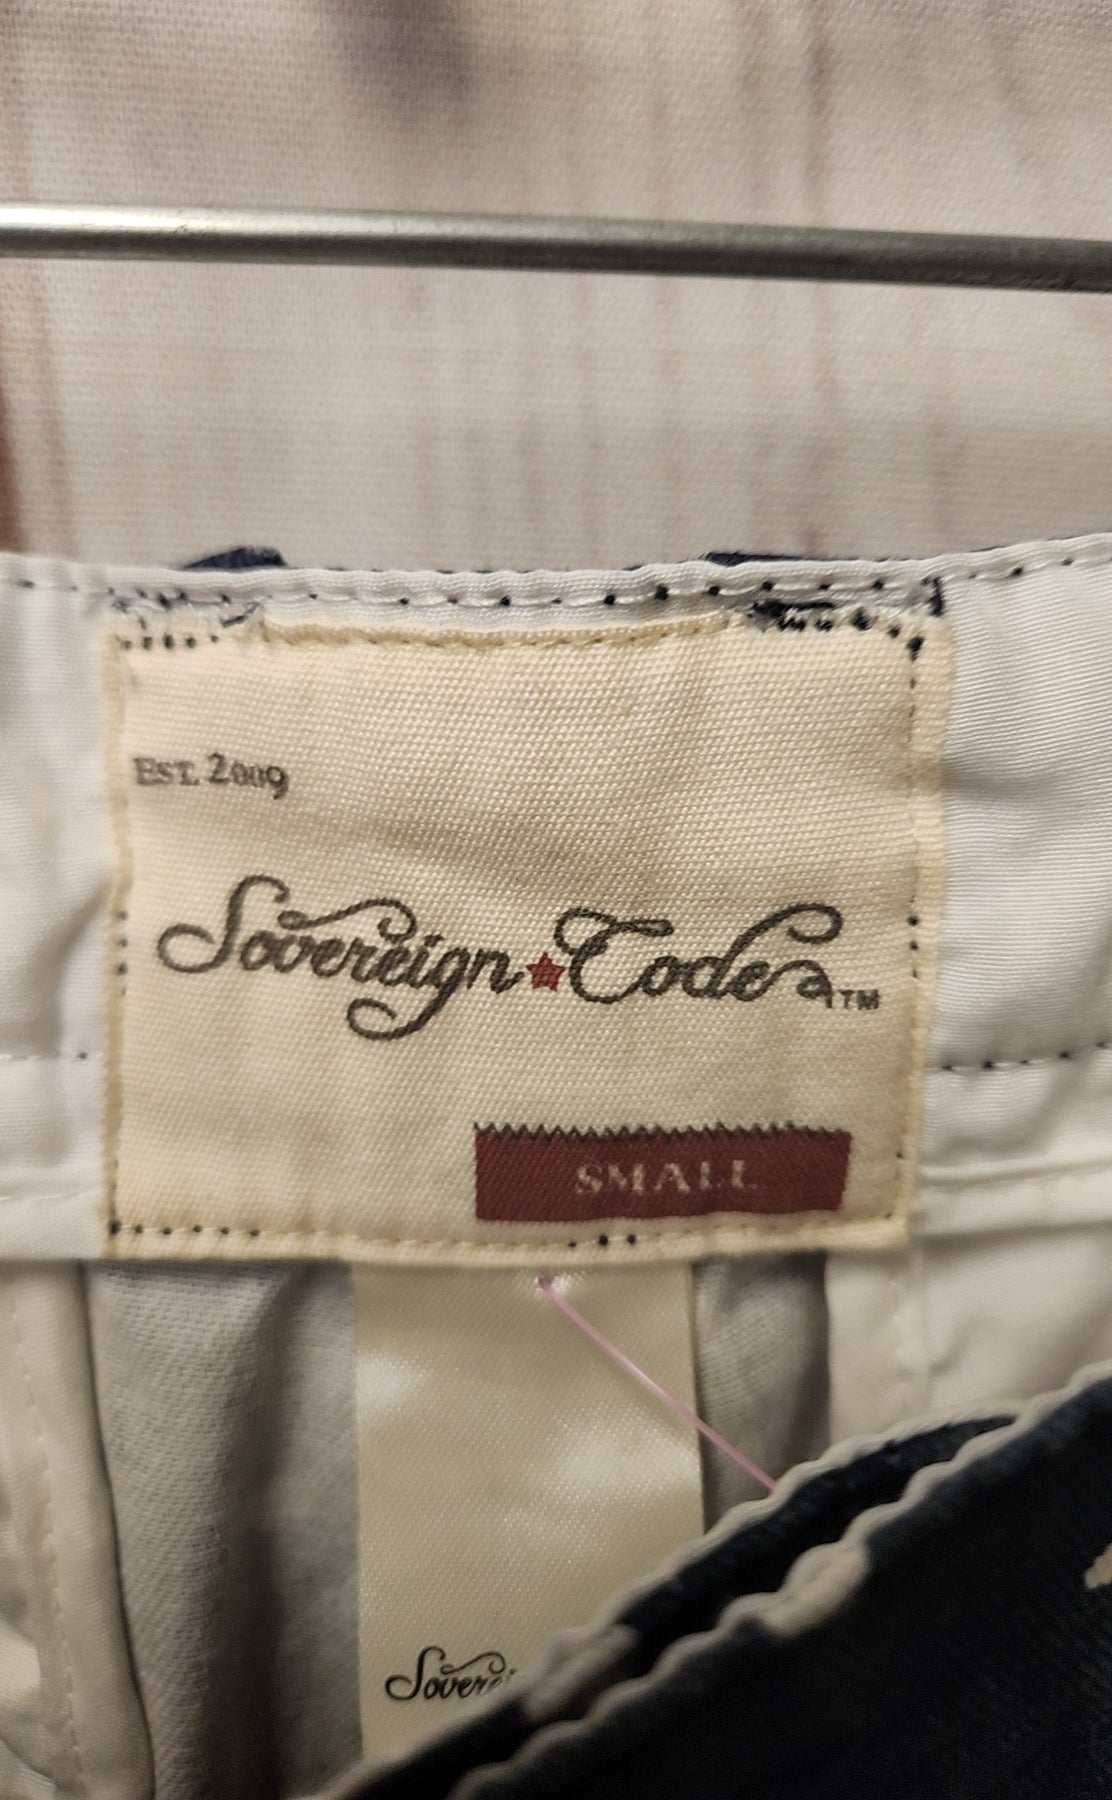 EST. 2009
Sovereign★Code™
SMALL